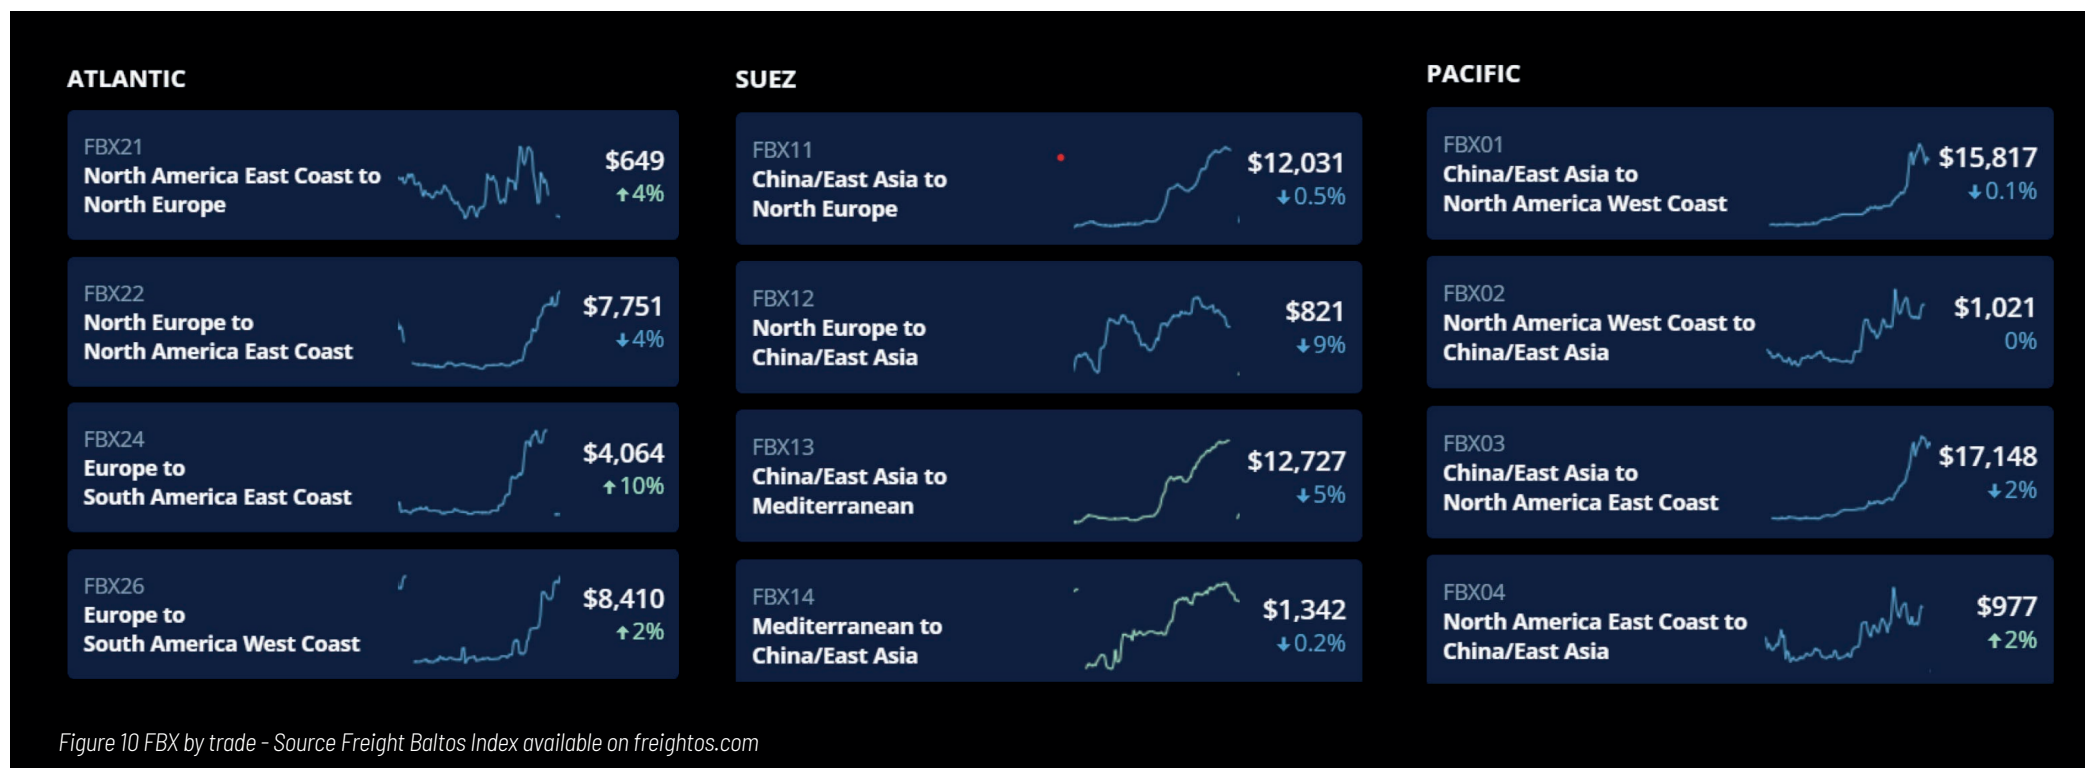 ATLANTIC
FBX21
North America East Coast to
North Europe
$649
↑4%
FBX22
North Europe to
North America East Coast
$7,751
↓4%
FBX24
Europe to
South America East Coast
$4,064
↑10%
FBX26
Europe to
South America West Coast
$8,410
↑2%
SUEZ
FBX11
China/East Asia to
North Europe
$12,031
↓0.5%
FBX12
North Europe to
China/East Asia
$821
↓9%
FBX13
China/East Asia to
Mediterranean
$12,727
↓5%
FBX14
Mediterranean to
China/East Asia
$1,342
↓0.2%
PACIFIC
FBX01
China/East Asia to
North America West Coast
$15,817
↓0.1%
FBX02
North America West Coast to
China/East Asia
$1,021
0%
FBX03
China/East Asia to
North America East Coast
$17,148
↓2%
FBX04
North America East Coast to
China/East Asia
$977
↑2%
Figure 10 FBX by trade - Source Freight Baltos Index available on freightos.com